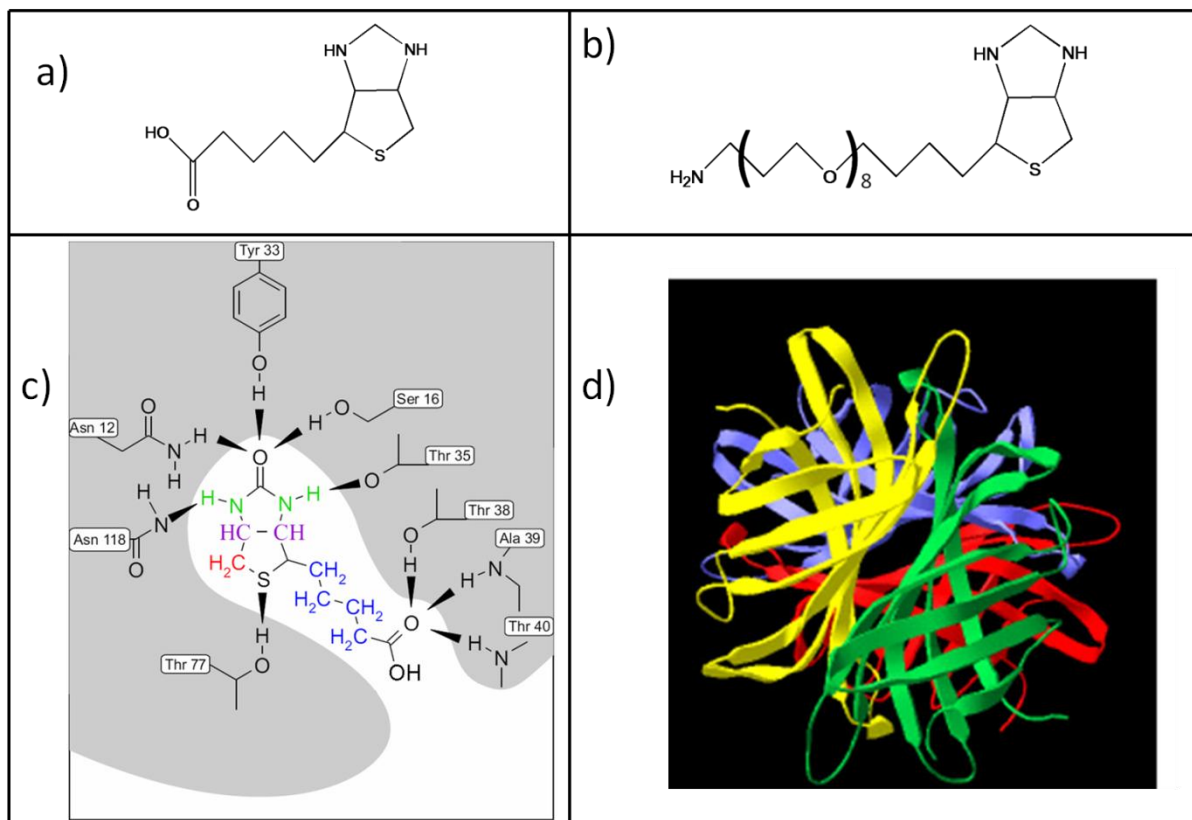 a)
HN
NH
HO
O
S
b)
HN
NH
H₂N
O
8
S
c)
Tyr 33
O
H
Asn 12
O
N
H
H
H
O
Ser 16
O
Thr 35
O
H
N
N
H
H
N
H
Asn 118
O
HC
CH
H₂C
S
CH₂
H₂C
CH₂
H₂C
O
OH
Thr 38
O
H
Ala 39
H
N
Thr 40
H
N
H
O
Thr 77
d)